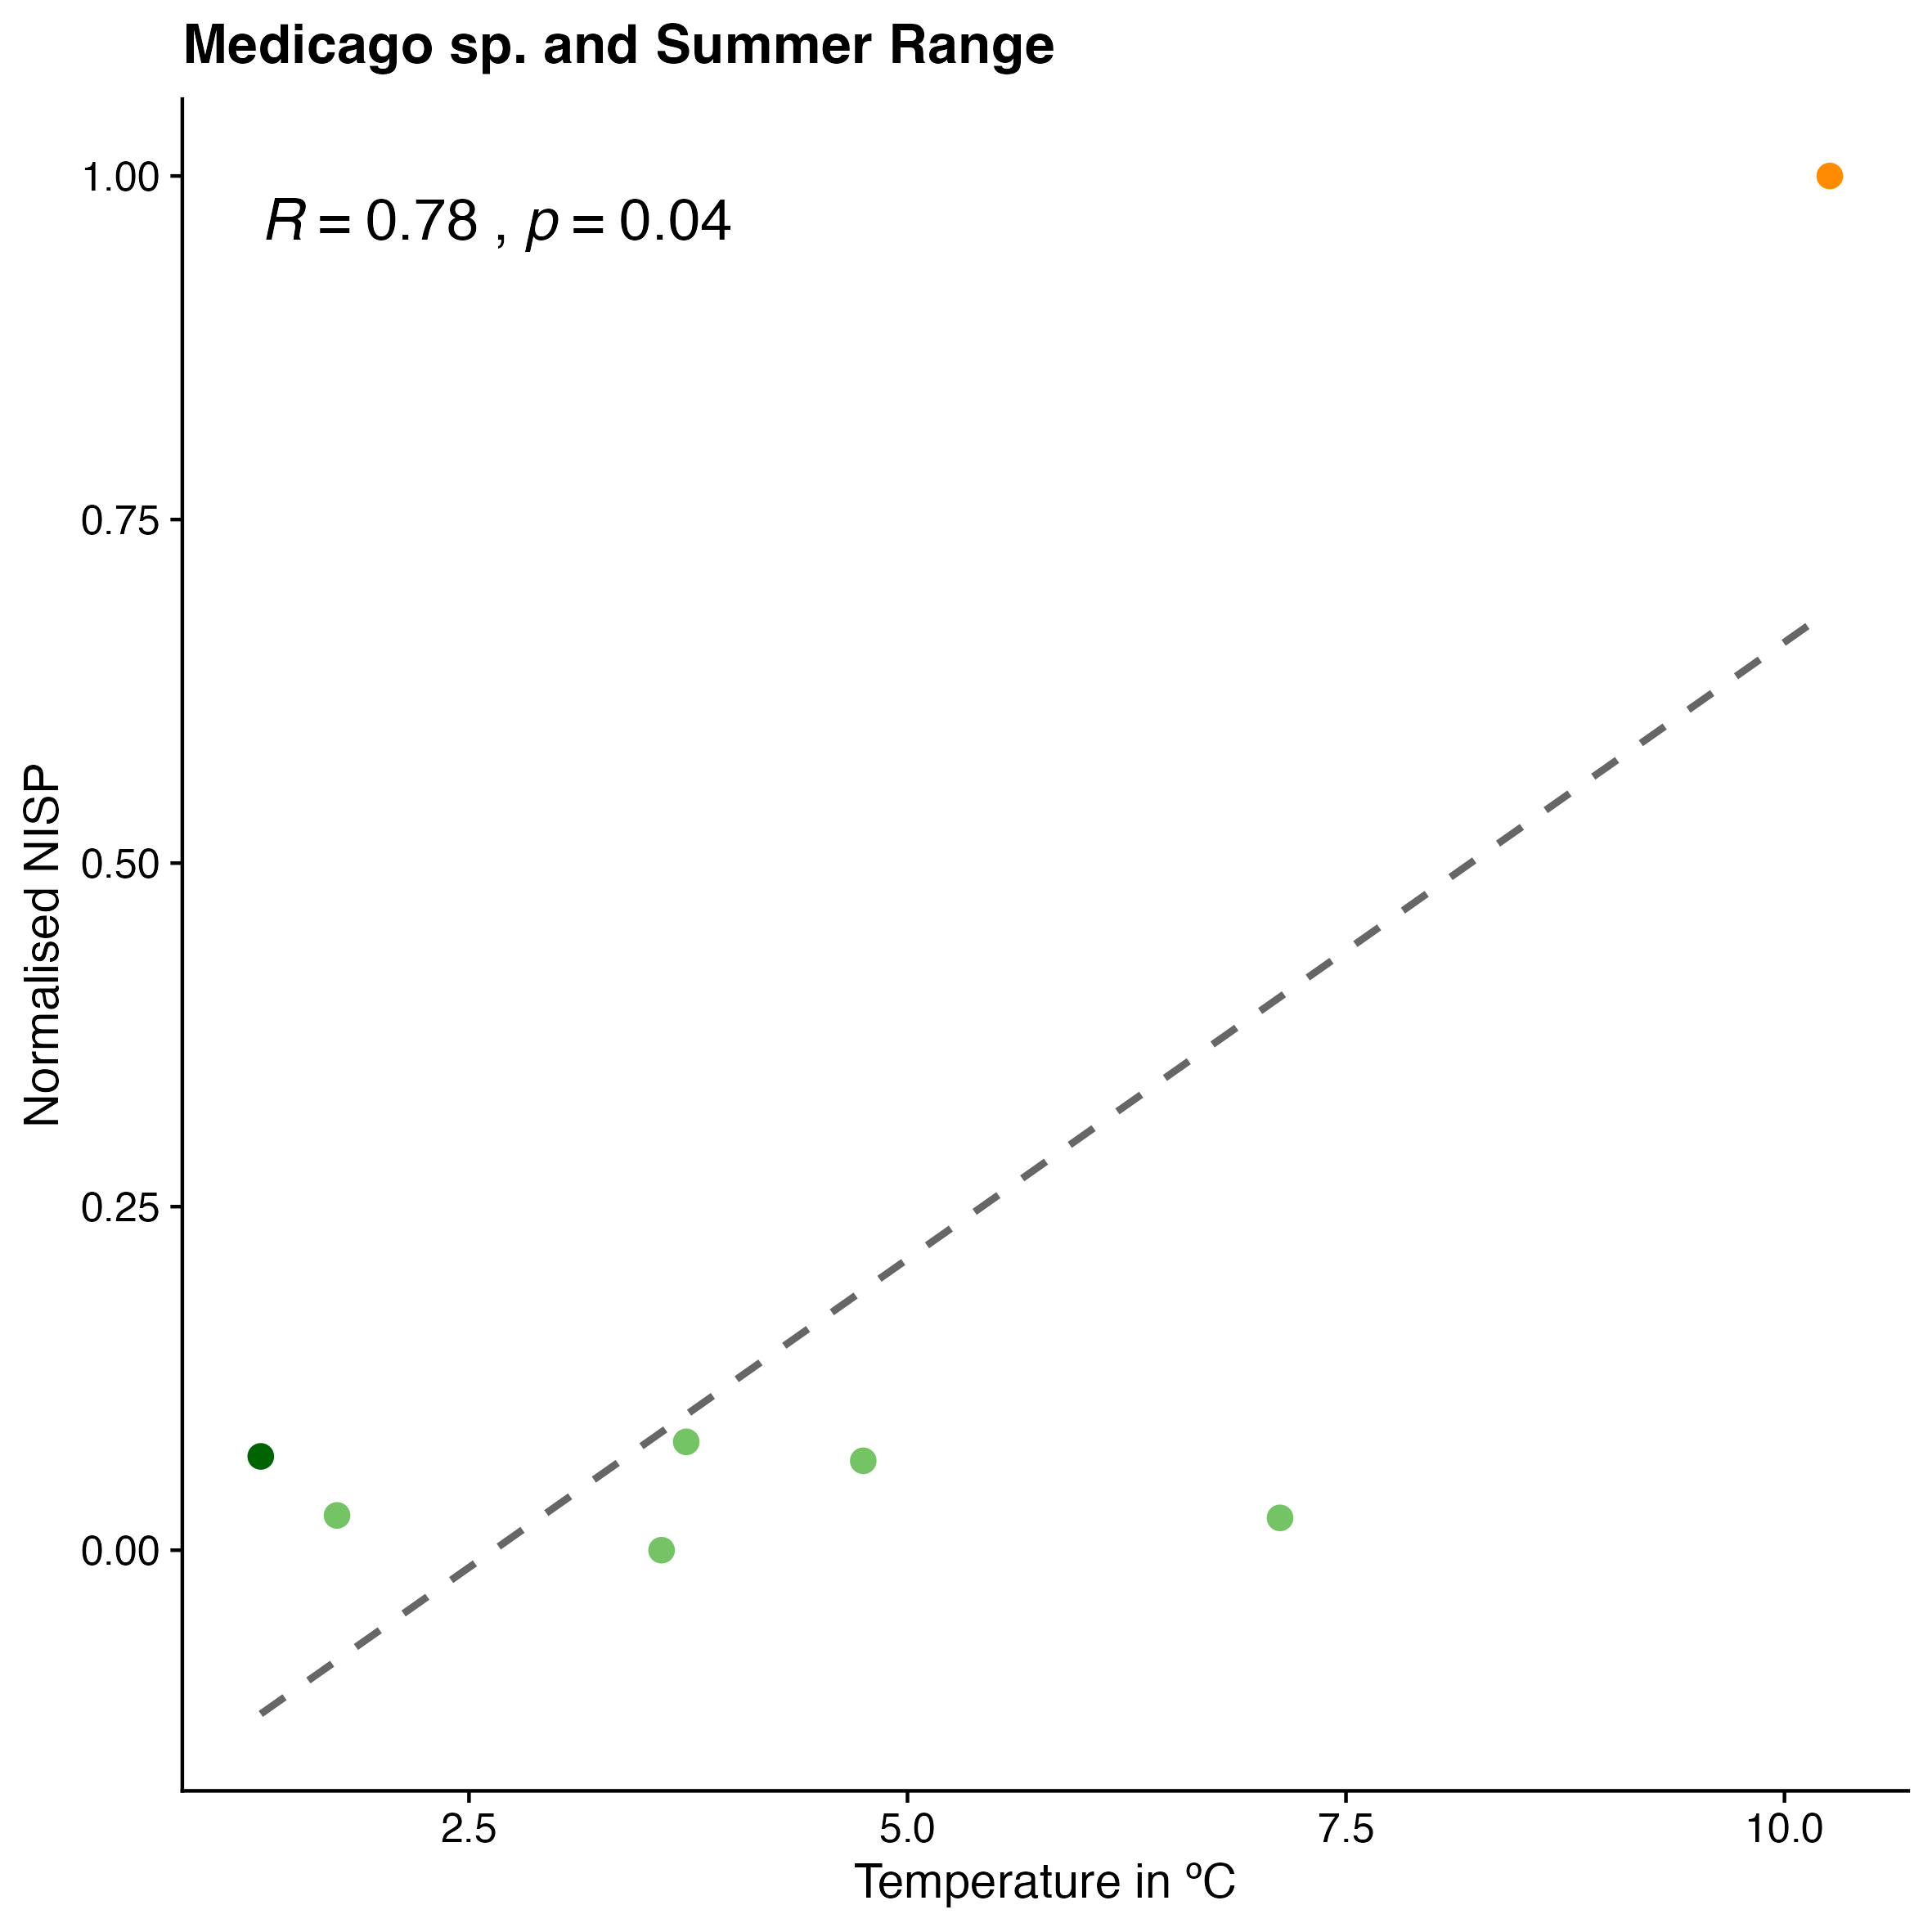 Medicago sp. and Summer Range
R = 0.78 , p = 0.04
1.00
0.75
0.50
0.25
0.00
Normalised NISP
2.5 5.0 7.5 10.0
Temperature in ºC